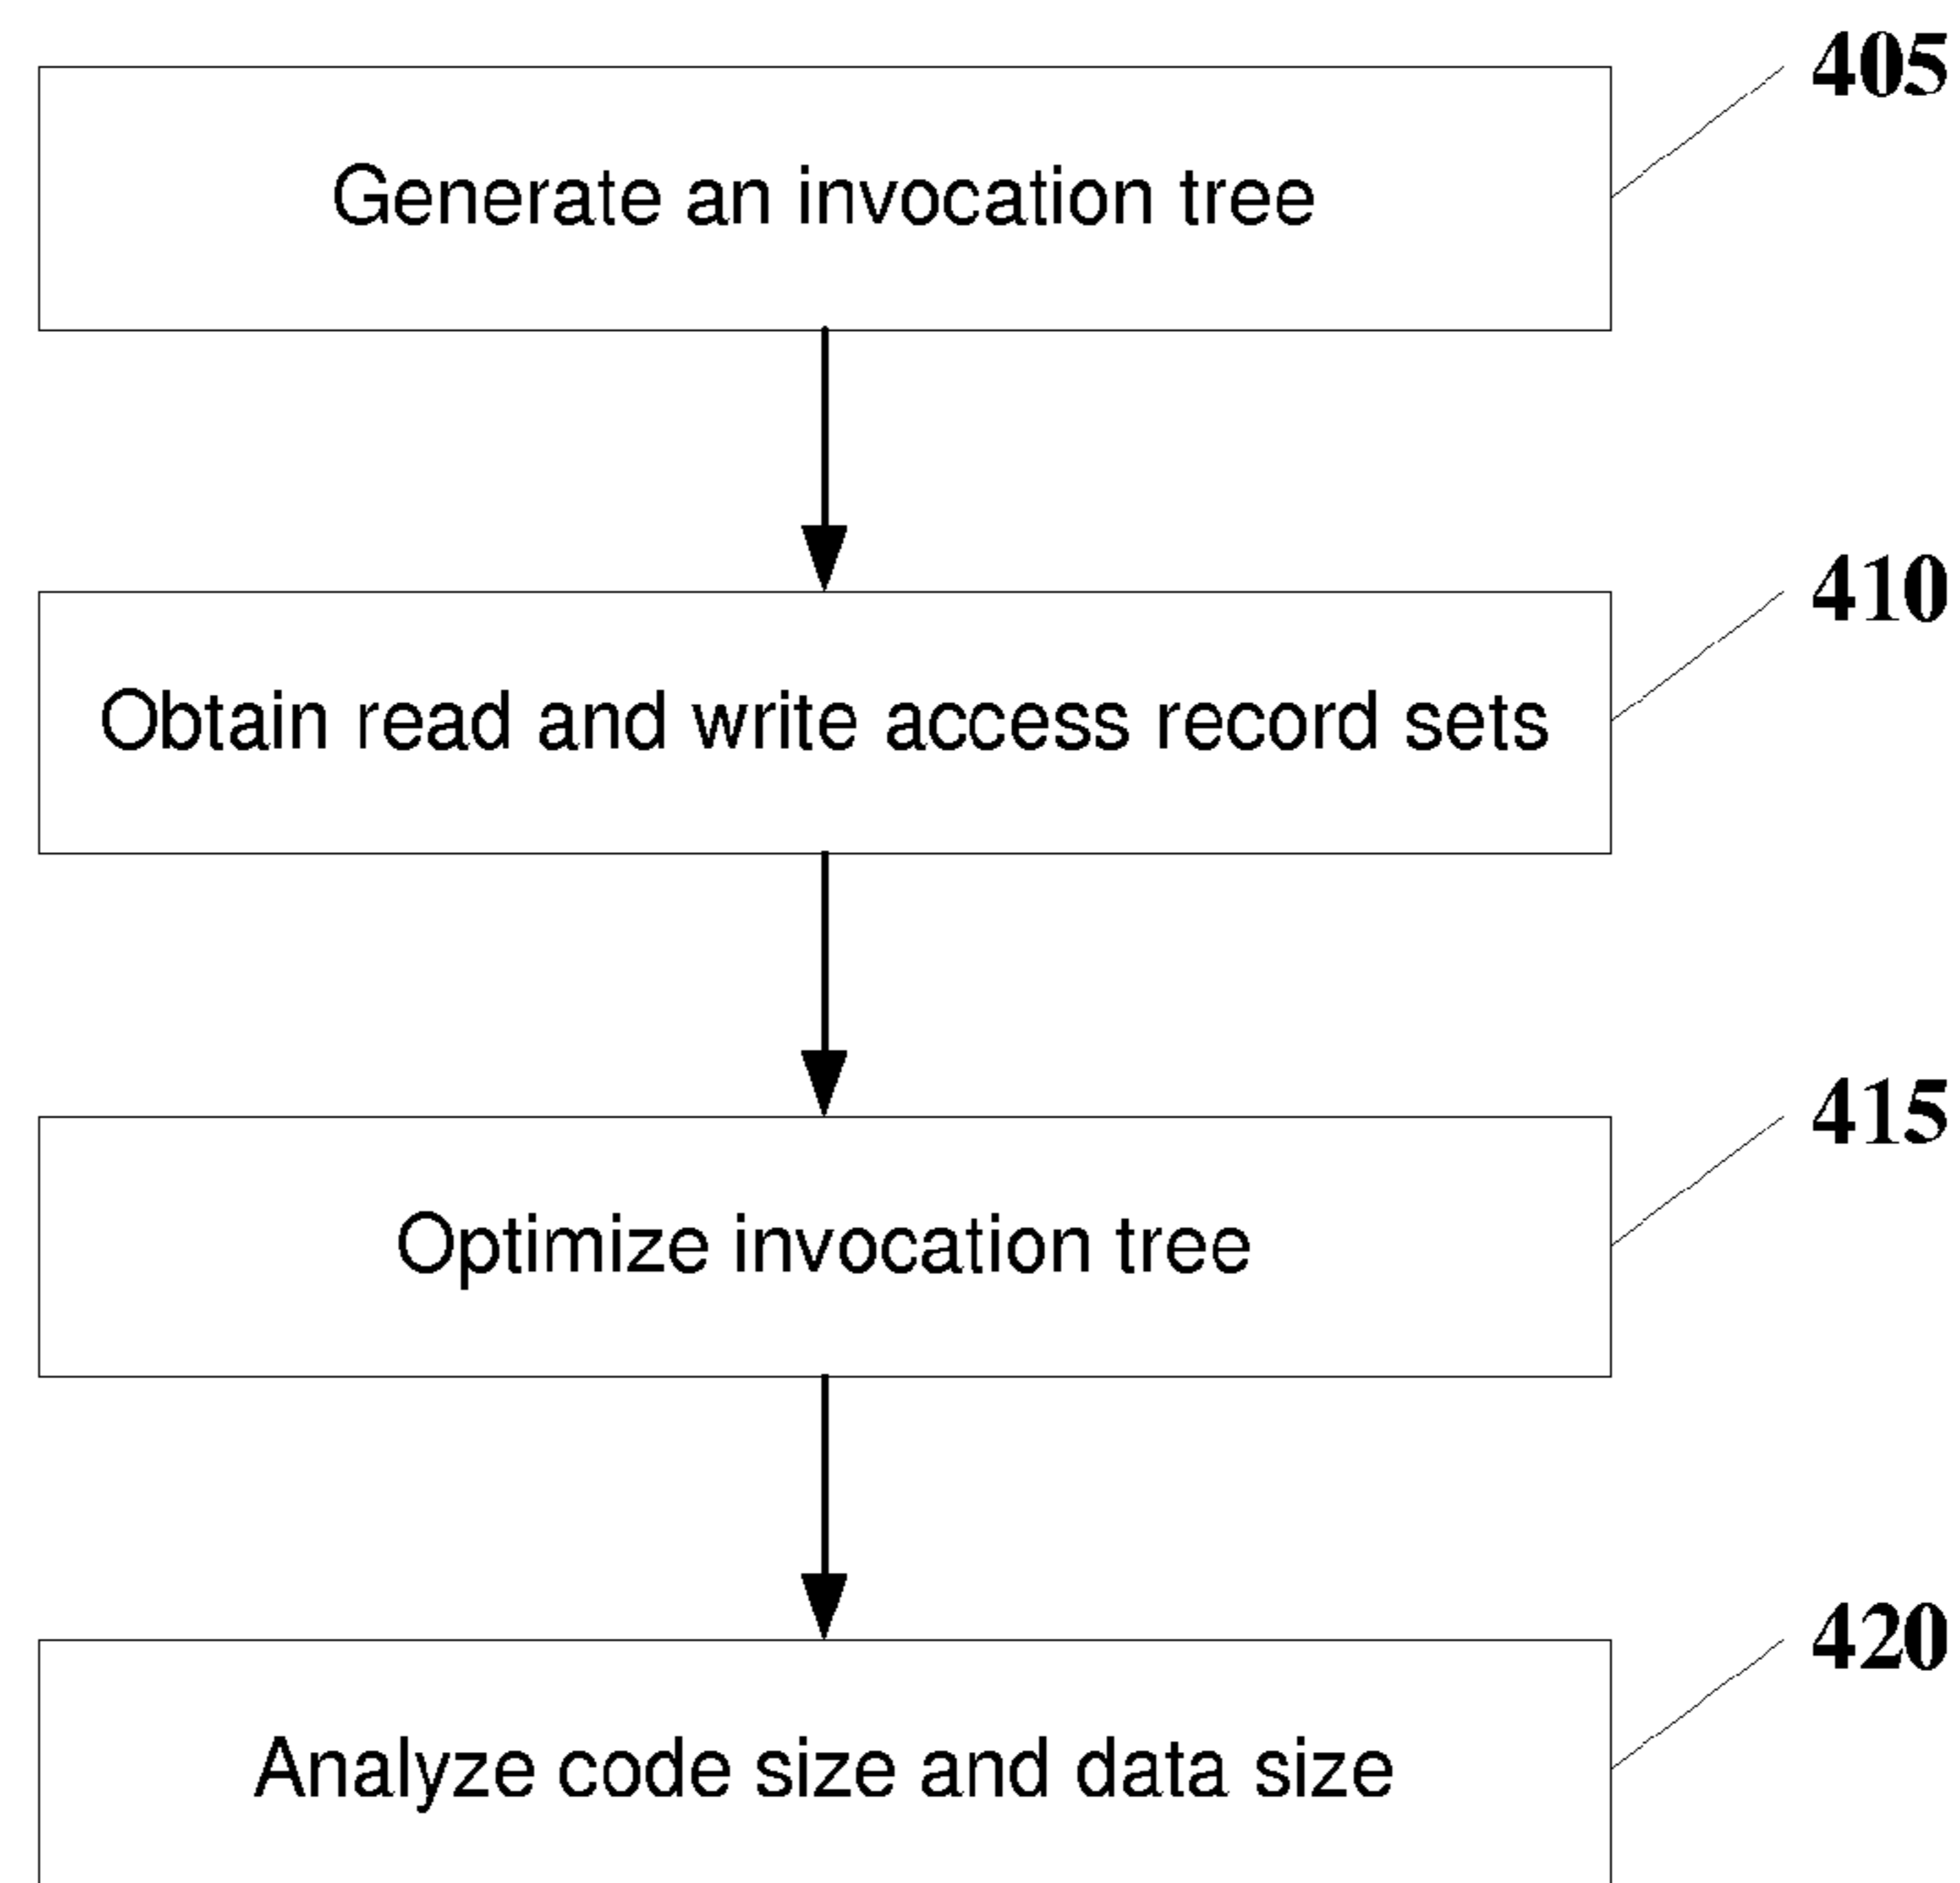 405
Generate an invocation tree
410
Obtain read and write access record sets
415
Optimize invocation tree
420
Analyze code size and data size